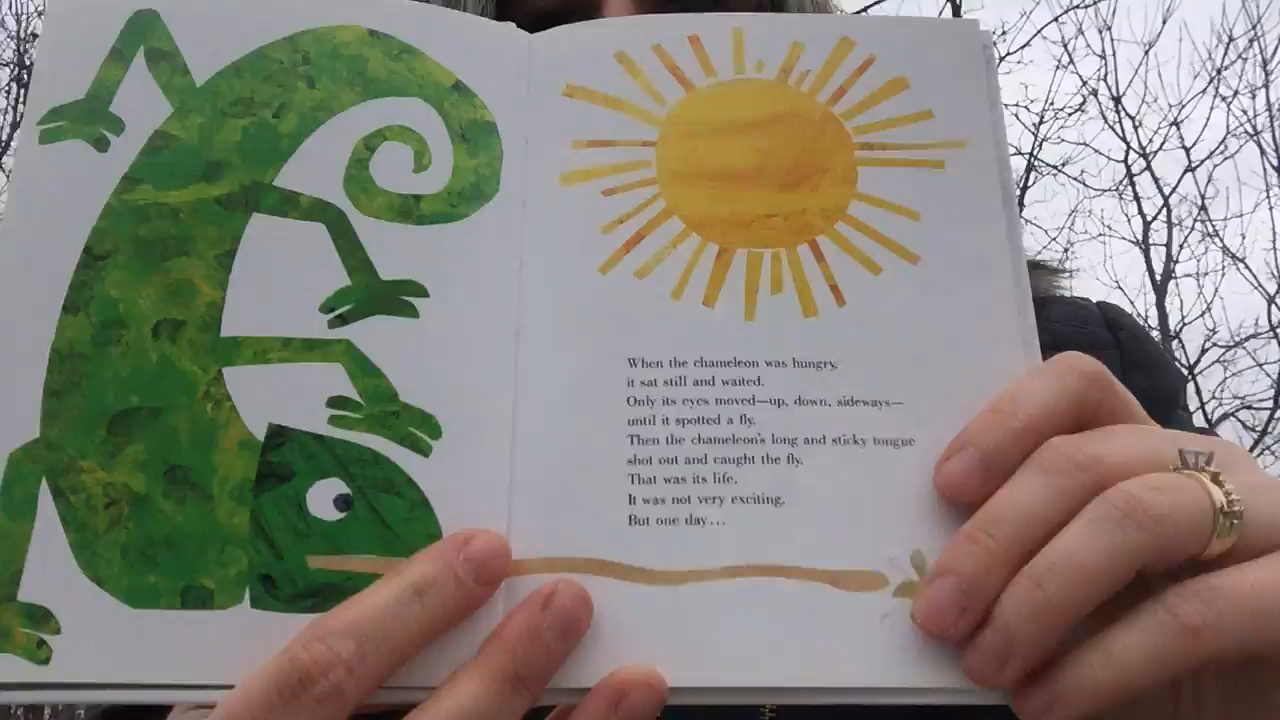 When the chameleon was hungry,
it sat still and waited.
Only its eyes moved—up, down, sideways—
until it spotted a fly.
Then the chameleon's long and sticky tongue
shot out and caught the fly.
That was its life.
It was not very exciting.
But one day...